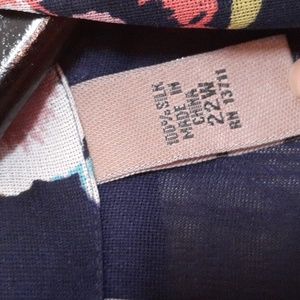 100% SILK
MADE IN
CHINA
22W
RN 13711